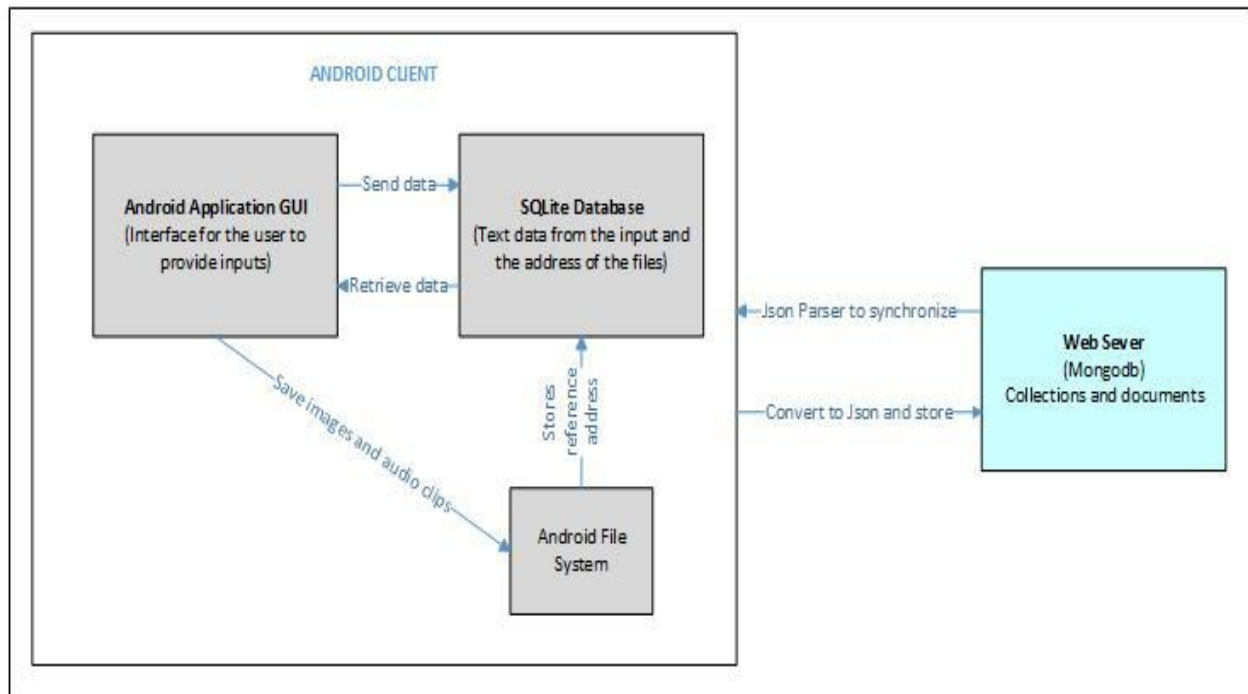 ANDROID CLIENT
Android Application GUI
(Interface for the user to
provide inputs)
Send data
Retrieve data
SQLite Database
(Text data from the input and
the address of the files)
Save images and audio clips
Stores
reference
address
Android File
System
Json Parser to synchronize
Convert to Json and store
Web Sever
(Mongodb)
Collections and documents